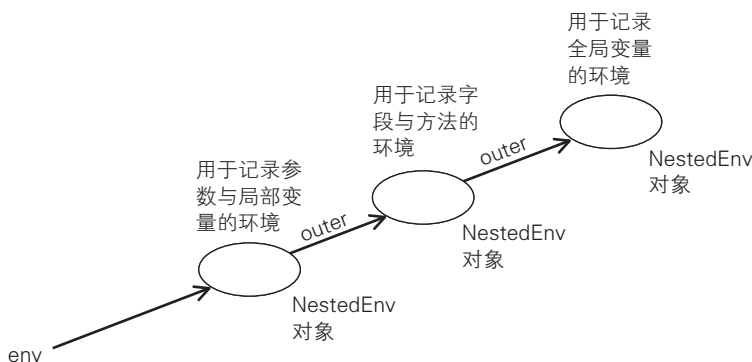 用于记录
全局变量
的环境
用于记录字
段与方法的
环境
outer
NestedEnv
对象
用于记录参
数与局部变
量的环境
outer
NestedEnv
对象
NestedEnv
对象
env